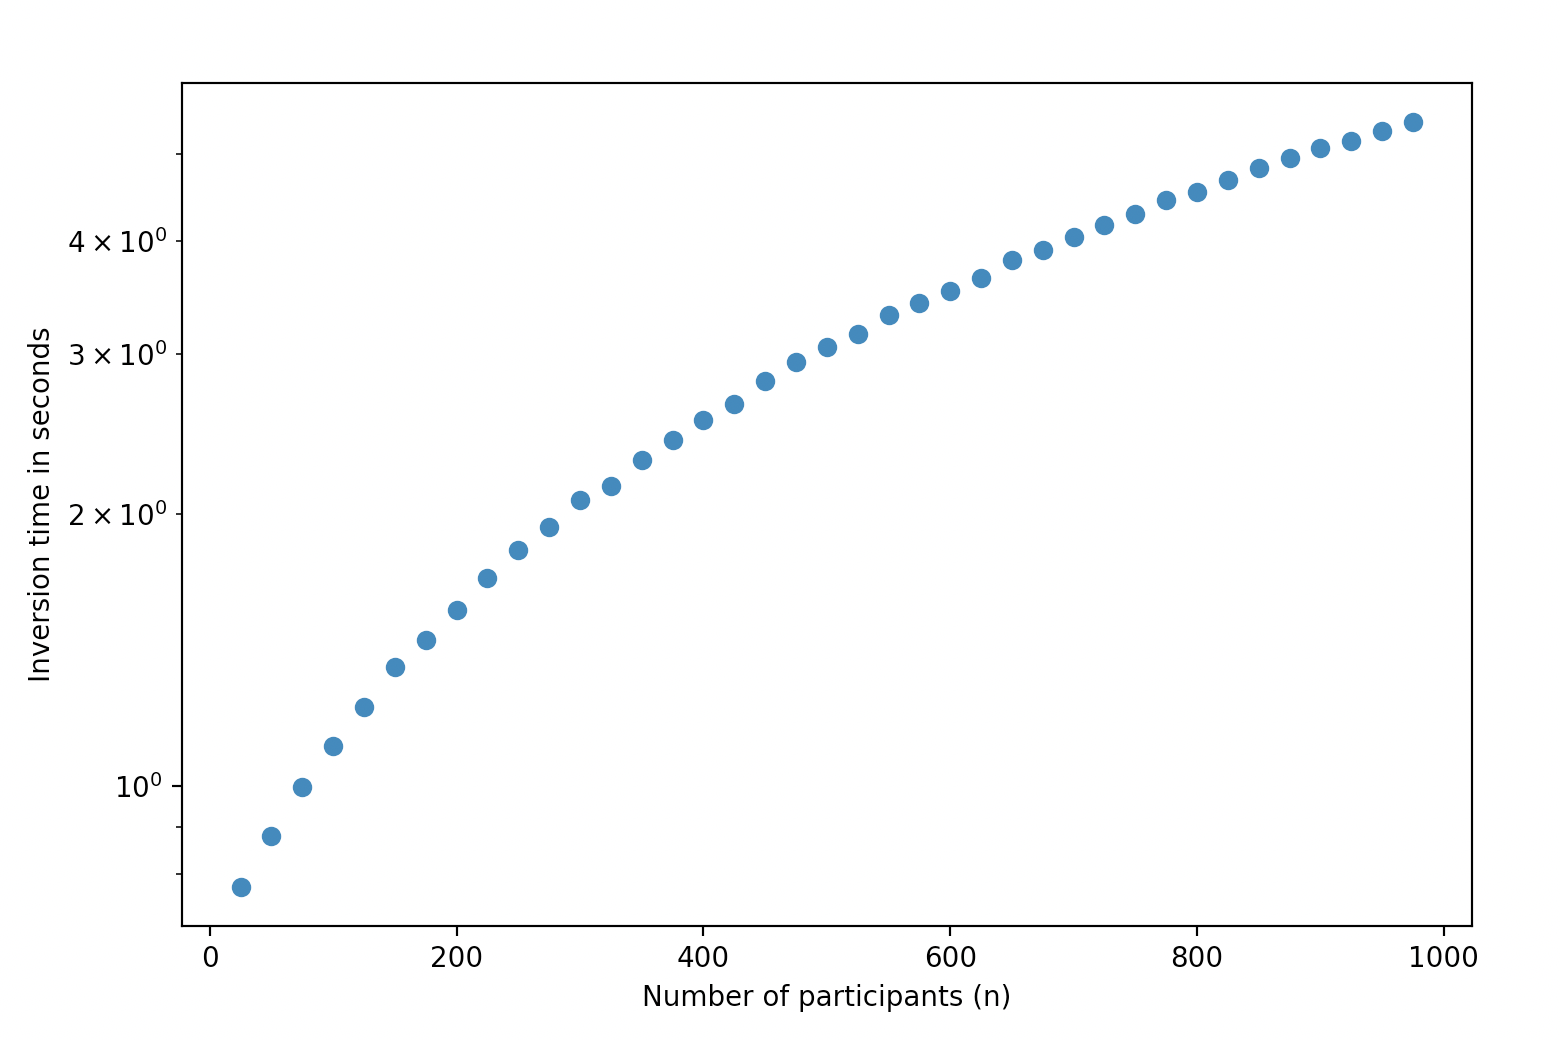 4 × 10⁰
3 × 10⁰
2 × 10⁰
10⁰
Inversion time in seconds
0 200 400 600 800 1000
Number of participants (n)